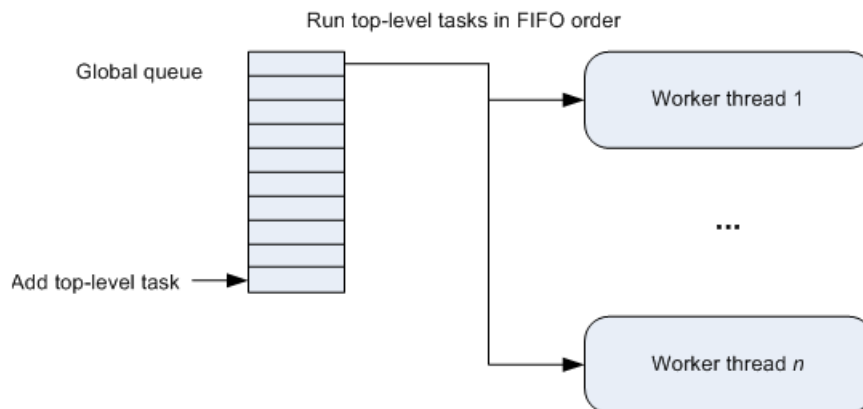 Run top-level tasks in FIFO order
Global queue
Worker thread 1
...
Add top-level task
Worker thread n